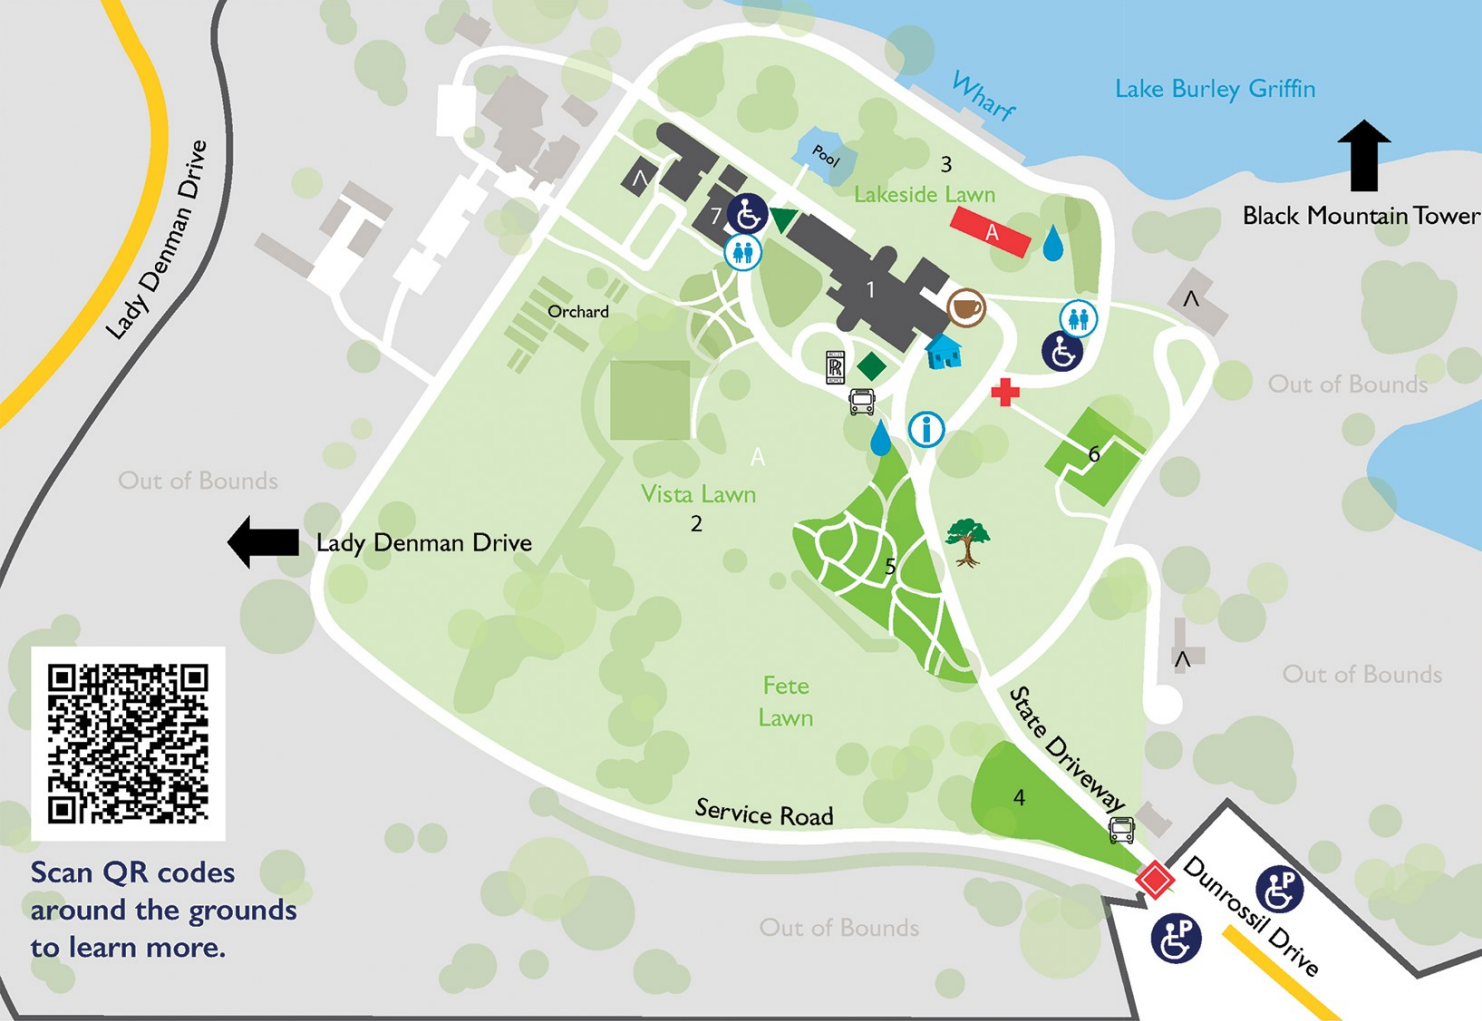 Wharf
Lake Burley Griffin
Black Mountain Tower
Lady Denman Drive
Pool
3
Lakeside Lawn
A
7
1
Orchard
Out of Bounds
6
A
Vista Lawn
2
Out of Bounds
Lady Denman Drive
5
Fete
Lawn
Out of Bounds
State Driveway
4
Service Road
Dunrossil Drive
P
P
Out of Bounds
Scan QR codes
around the grounds
to learn more.